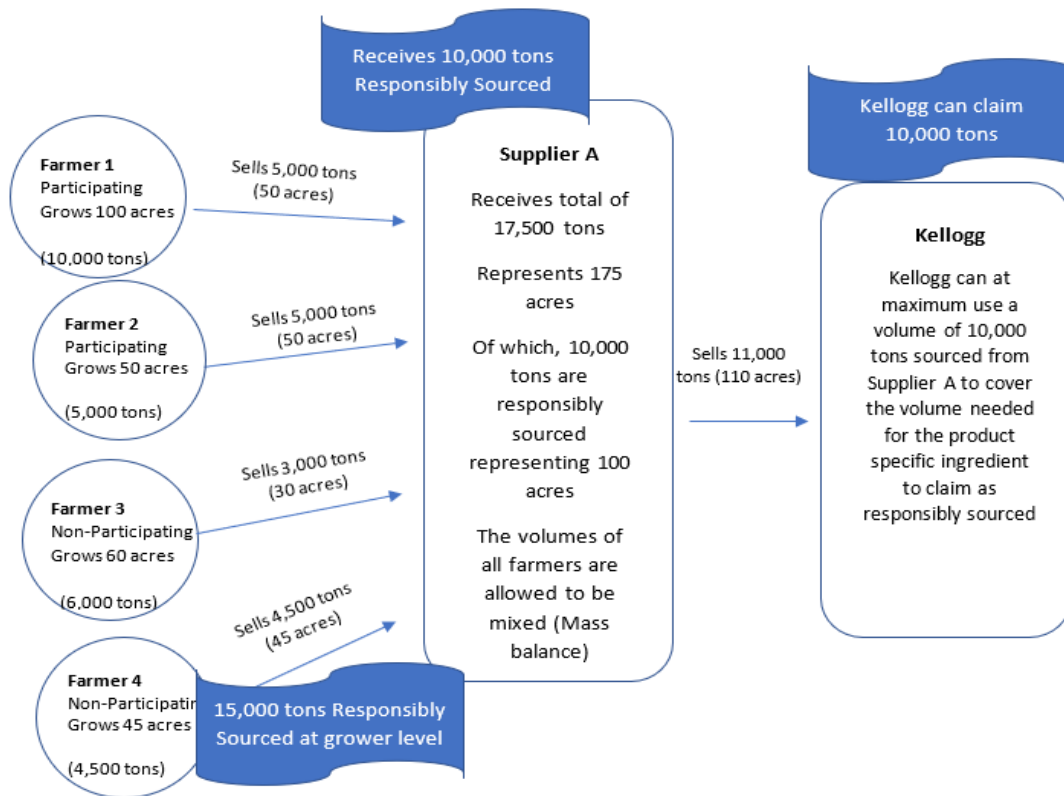 Receives 10,000 tons
Responsibly Sourced
Kellogg can claim
10,000 tons
Farmer 1
Participating
Grows 100 acres
(10,000 tons)
Sells 5,000 tons
(50 acres)
Farmer 2
Participating
Grows 50 acres
(5,000 tons)
Sells 5,000 tons
(50 acres)
Farmer 3
Non-Participating
Grows 60 acres
(6,000 tons)
Sells 3,000 tons
(30 acres)
Farmer 4
Non-Participatin
Grows 45 acres
(4,500 tons)
Sells 4,500 tons
(45 acres)
15,000 tons Responsibly
Sourced at grower level
Supplier A
Receives total of
17,500 tons
Represents 175
acres
Of which, 10,000
tons are
responsibly
sourced
representing 100
acres
The volumes of
all farmers are
allowed to be
mixed (Mass
balance)
Sells 11,000
tons (110 acres)
Kellogg
Kellogg can at
maximum use a
volume of 10,000
tons sourced from
Supplier A to cover
the volume needed
for the product
specific ingredient
to claim as
responsibly sourced